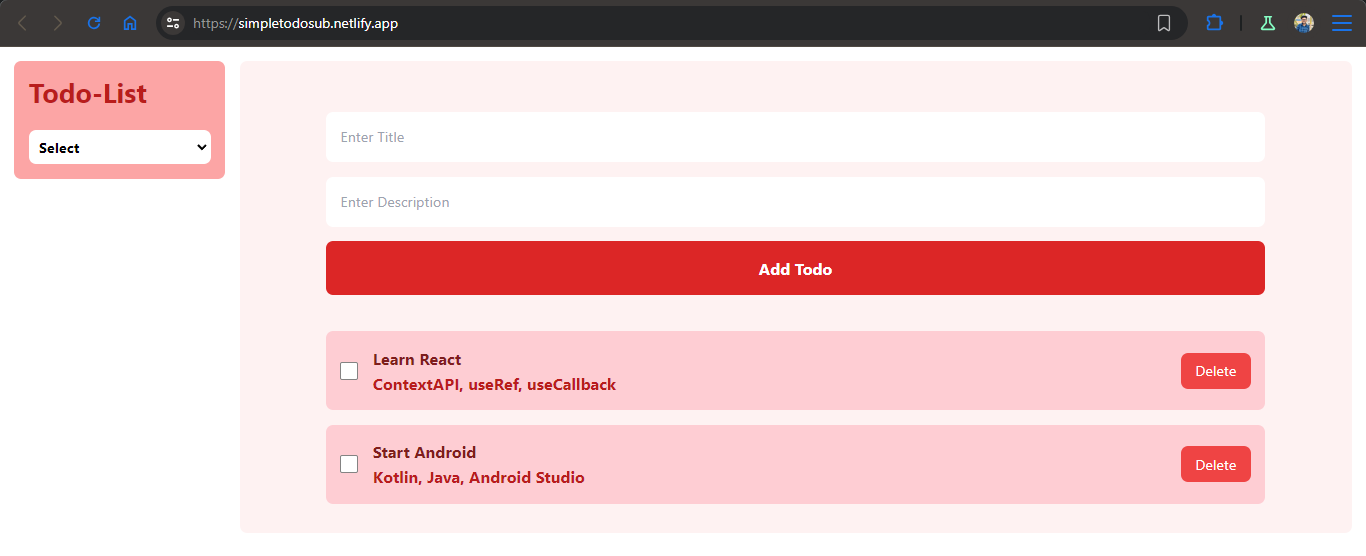 https://simpletodosub.netlify.app
Todo-List
Select
Enter Title
Enter Description
Add Todo
Learn React
ContextAPI, useRef, useCallback
Delete
Start Android
Kotlin, Java, Android Studio
Delete